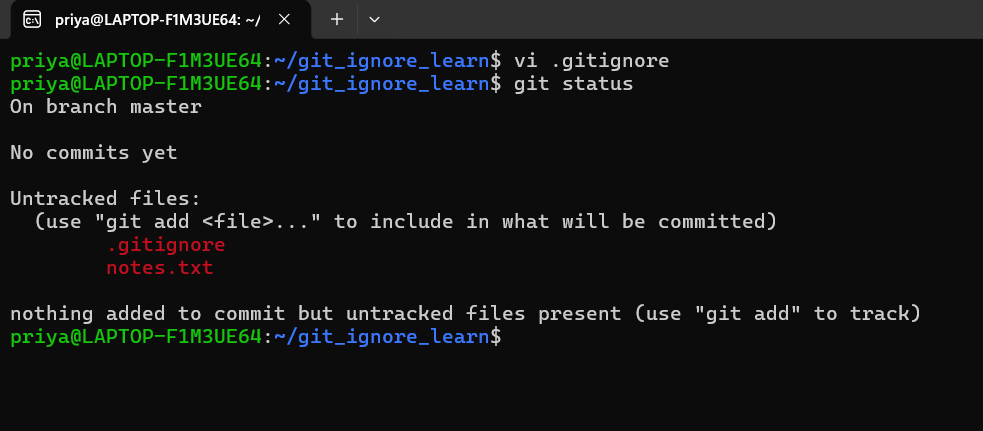 priya@LAPTOP-F1M3UE64: ~/
priya@LAPTOP-F1M3UE64:~/git_ignore_learn$ vi .gitignore
priya@LAPTOP-F1M3UE64:~/git_ignore_learn$ git status
On branch master
No commits yet
Untracked files:
  (use "git add <file>..." to include in what will be committed)
        .gitignore
        notes.txt
nothing added to commit but untracked files present (use "git add" to track)
priya@LAPTOP-F1M3UE64:~/git_ignore_learn$